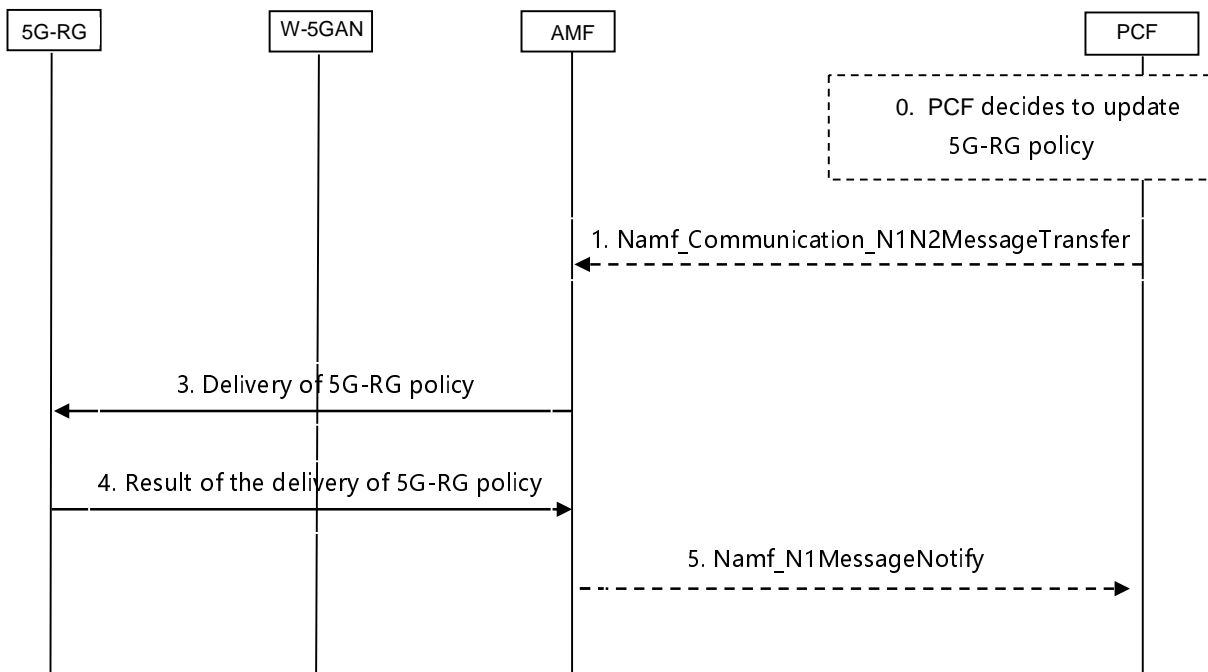 5G-RG
W-5GAN
AMF
PCF
0. PCF decides to update
5G-RG policy
1. Namf_Communication_N1N2MessageTransfer
3. Delivery of 5G-RG policy
4. Result of the delivery of 5G-RG policy
5. Namf_N1MessageNotify